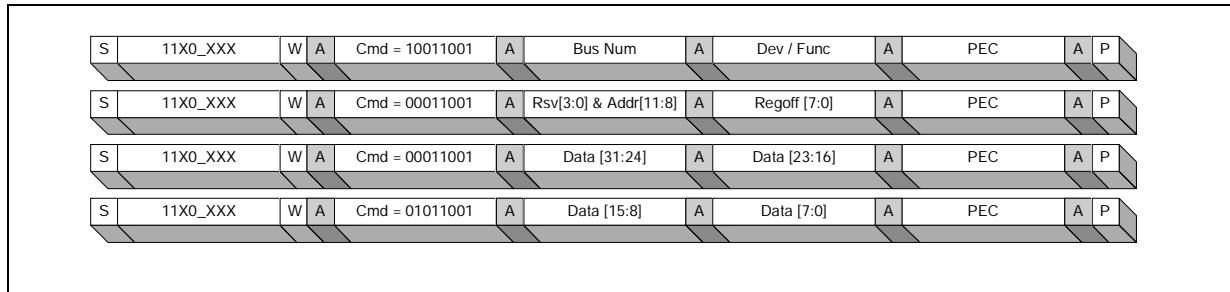 S 11X0_XXX W A Cmd = 10011001 A Bus Num A Dev / Func A PEC A P
S 11X0_XXX W A Cmd = 00011001 A Rsv[3:0] & Addr[11:8] A Regoff [7:0] A PEC A P
S 11X0_XXX W A Cmd = 00011001 A Data [31:24] A Data [23:16] A PEC A P
S 11X0_XXX W A Cmd = 01011001 A Data [15:8] A Data [7:0] A PEC A P